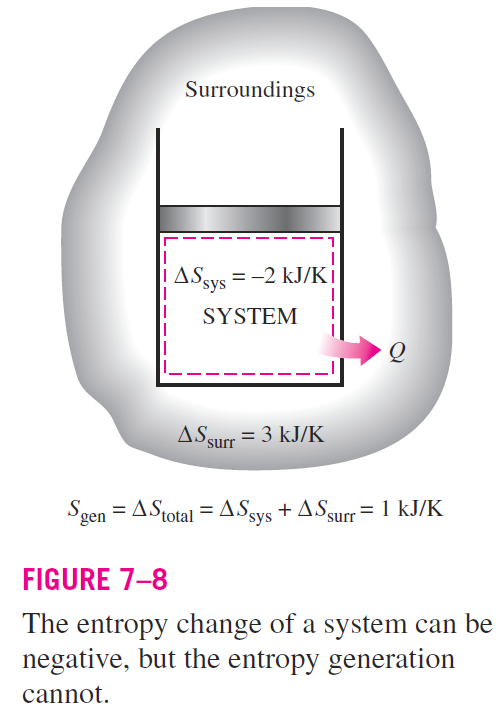 Surroundings
ΔSsys = –2 kJ/K
SYSTEM
Q
ΔSsurr = 3 kJ/K
Sgen = ΔStotal = ΔSsys + ΔSsurr = 1 kJ/K
FIGURE 7–8
The entropy change of a system can be
negative, but the entropy generation
cannot.